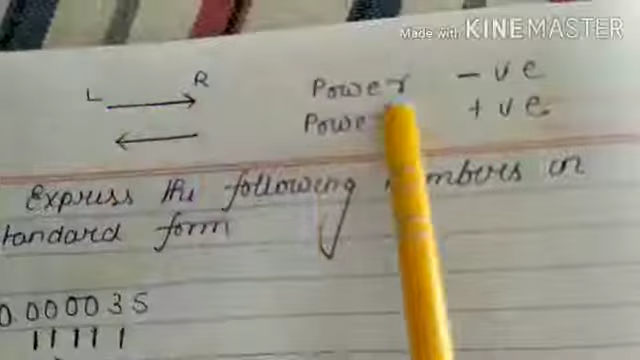 Made with KINEMASTER
L R Power -ve
Powe +ve
Express the following numbers in
tandard form
0.000035